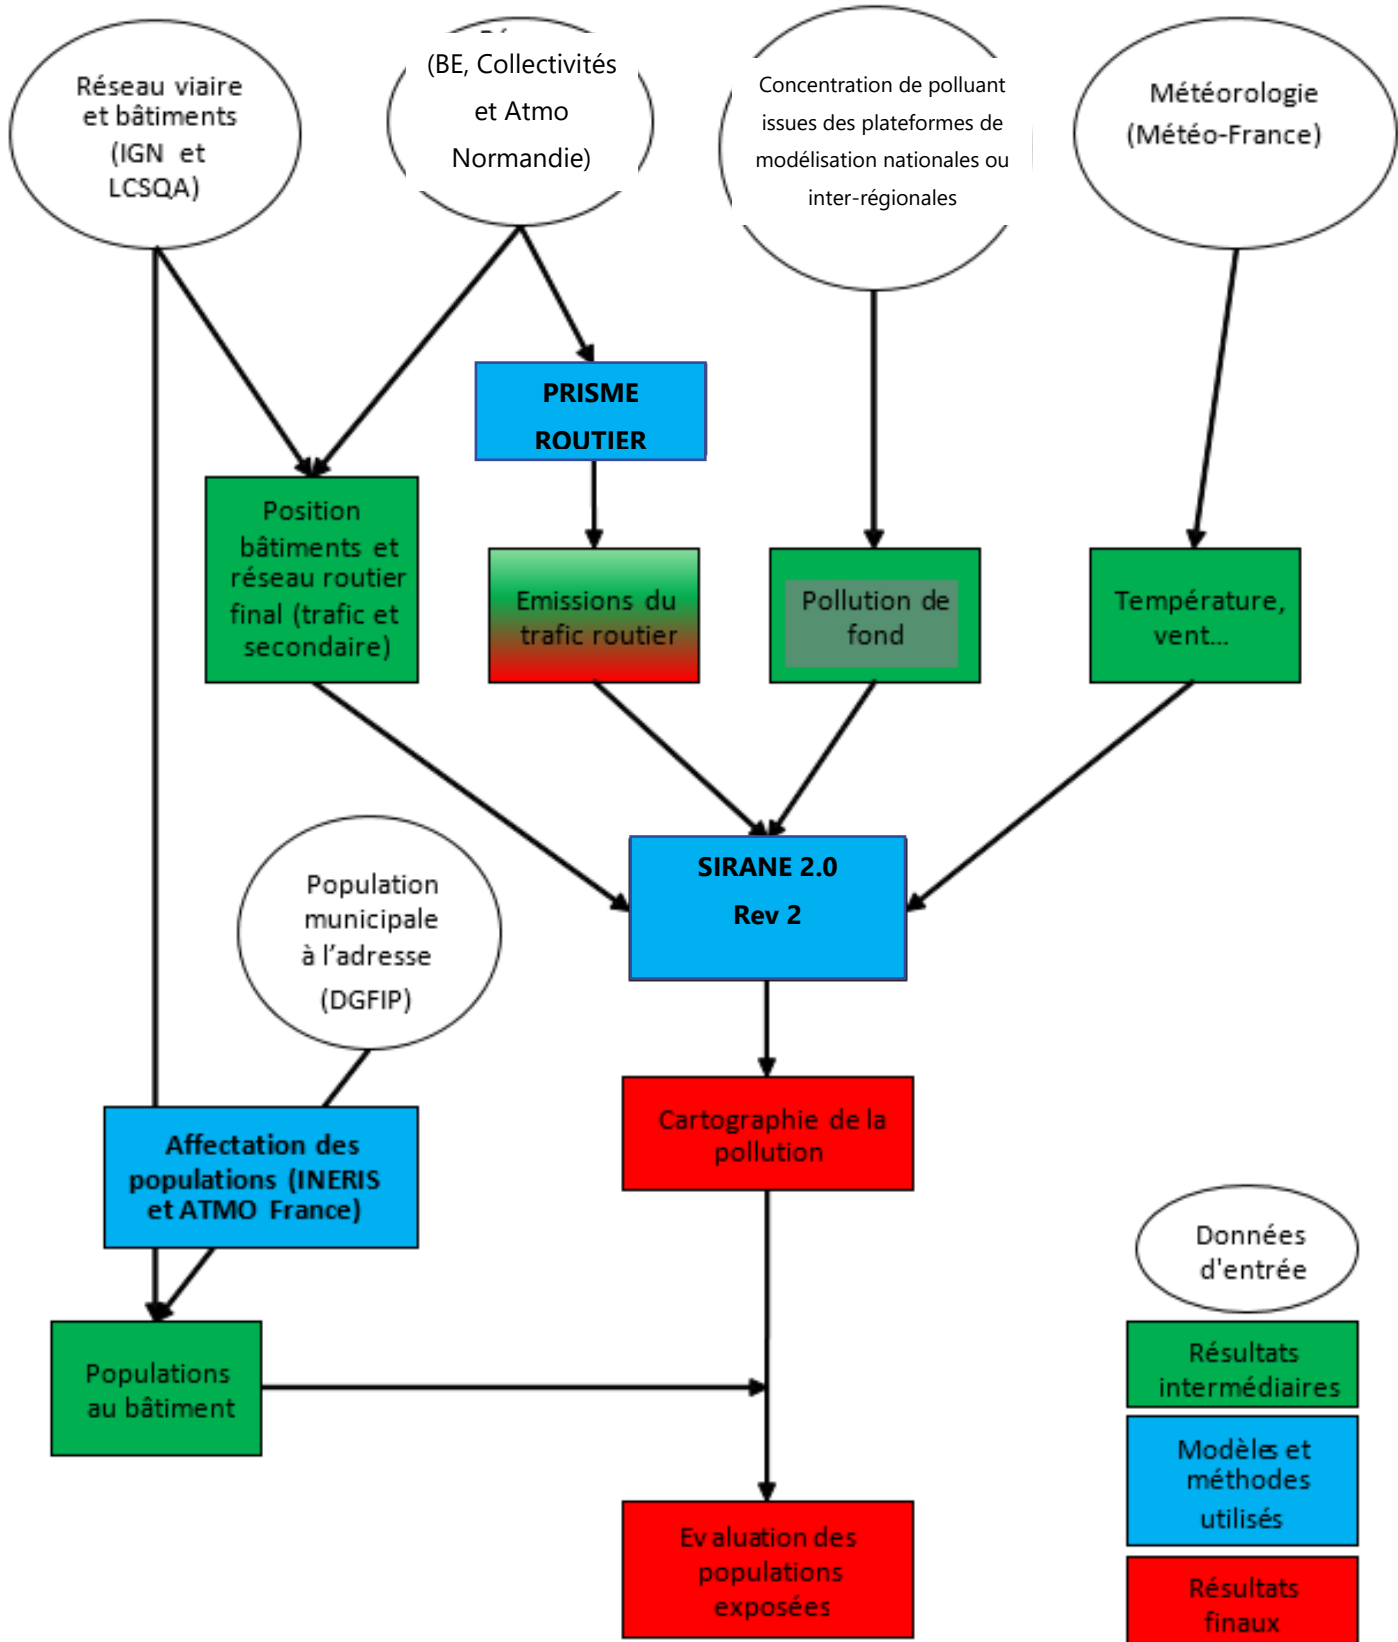 Réseau viaire
et bâtiments
(IGN et
LCSQA)
(BE, Collectivités
et Atmo
Normandie)
Concentration de polluant
issues des plateformes de
modélisation nationales ou
inter-régionales
Météorologie
(Météo-France)
PRISME
ROUTIER
Position
bâtiments et
réseau routier
final (trafic et
secondaire)
Emissions du
trafic routier
Pollution de
fond
Température,
vent...
SIRANE 2.0
Rev 2
Population
municipale
à l'adresse
(DGFIP)
Affectation des
populations (INERIS
et ATMO France)
Cartographie de la
pollution
Populations
au bâtiment
Evaluation des
populations
exposées
Données
d'entrée
Résultats
intermédiaires
Modèles et
méthodes
utilisés
Résultats
finaux